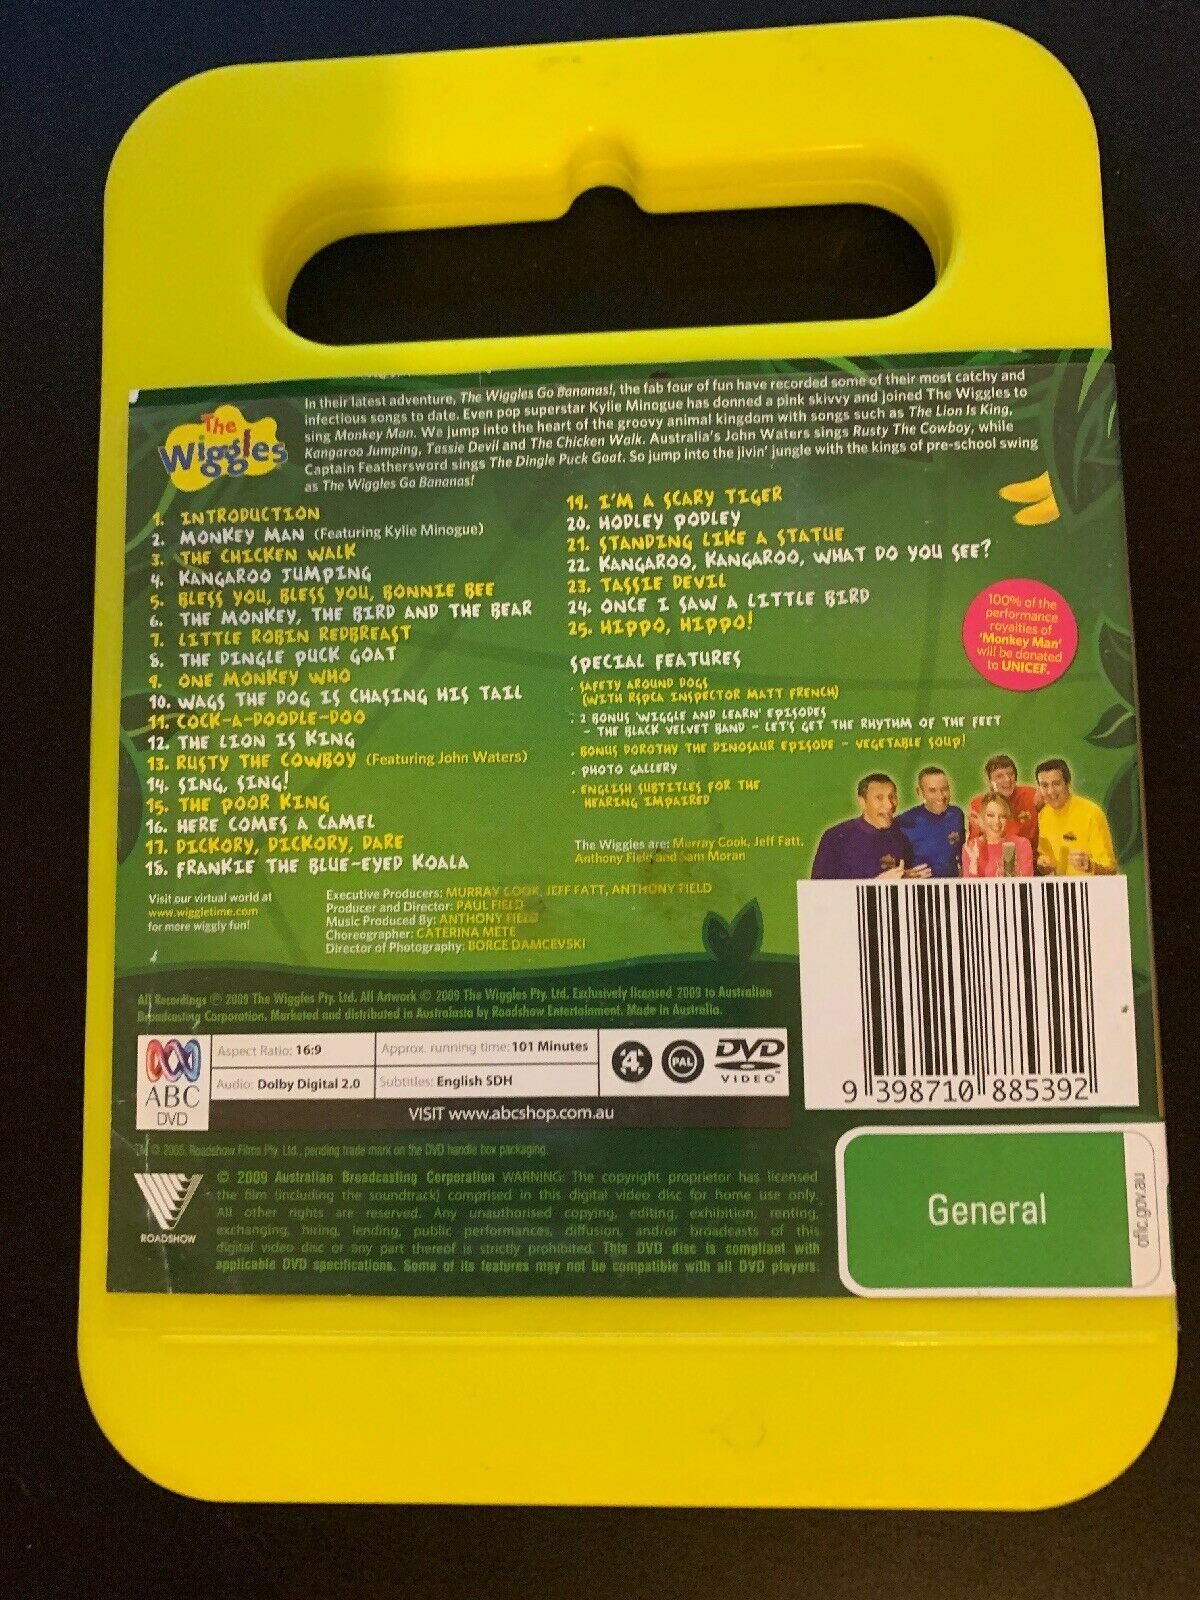 The
Wiggles
In their latest adventure, The Wiggles Go Bananas!, the fab four of fun have recorded some of their most catchy and
infectious songs to date. Even pop superstar Kylie Minogue has donned a pink skivvy and joined The Wiggles to
sing Monkey Man. We jump into the heart of the groovy animal kingdom with songs such as The Lion Is King,
Kangaroo Jumping, Tassie Devil and The Chicken Walk. Australia's John Waters sings Rusty The Cowboy, while
Captain Feathersword sings The Dingle Puck Goat. So jump into the jivin' jungle with the kings of pre-school swing
as The Wiggles Go Bananas!
1. INTRODUCTION
2. MONKEY MAN (Featuring Kylie Minogue)
3. THE CHICKEN WALK
4. KANGAROO JUMPING
5. BLESS YOU, BLESS YOU, BONNIE BEE
6. THE MONKEY, THE BIRD AND THE BEAR
7. LITTLE ROBIN REDBREAST
8. THE DINGLE PUCK GOAT
9. ONE MONKEY WHO
10. WAGS THE DOG IS CHASING HIS TAIL
11. COCK-A-DOODLE-DOO
12. THE LION IS KING
13. RUSTY THE COWBOY (Featuring John Waters)
14. SING, SING!
15. THE POOR KING
16. HERE COMES A CAMEL
17. DICKORY, DICKORY, DARE
18. FRANKIE THE BLUE-EYED KOALA
19. I'M A SCARY TIGER
20. HODLEY PODLEY
21. STANDING LIKE A STATUE
22. KANGAROO, KANGAROO, WHAT DO YOU SEE?
23. TASSIE DEVIL
24. ONCE I SAW A LITTLE BIRD
25. HIPPO, HIPPO!
SPECIAL FEATURES
· SAFETY AROUND DOGS
(WITH RSPCA INSPECTOR MATT FRENCH)
· 2 BONUS 'WIGGLE AND LEARN' EPISODES
- THE BLACK VELVET BAND - LET'S GET THE RHYTHM OF THE FEET
· BONUS DOROTHY THE DINOSAUR EPISODE - VEGETABLE SOUP!
· PHOTO GALLERY
· ENGLISH SUBTITLES FOR THE
HEARING IMPAIRED
100% of the
performance
royalties of
'Monkey Man'
will be donated
to UNICEF.
The Wiggles are: Murray Cook, Jeff Fatt,
Anthony Field and Sam Moran
Visit our virtual world at
www.wiggletime.com
for more wiggly fun!
Executive Producers: MURRAY COOK, JEFF FATT, ANTHONY FIELD
Producer and Director: PAUL FIELD
Music Produced By: ANTHONY FIELD
Choreographer: CATERINA METE
Director of Photography: BORCE DAMCEVSKI
All Recordings ℗ 2009 The Wiggles Pty. Ltd. All Artwork © 2009 The Wiggles Pty. Ltd. Exclusively licensed 2009 to Australian
Broadcasting Corporation. Marketed and distributed in Australasia by Roadshow Entertainment. Made in Australia.
ABC
DVD
Aspect Ratio: 16:9
Approx. running time: 101 Minutes
Audio: Dolby Digital 2.0
Subtitles: English SDH
4
PAL
DVD
VIDEO
VISIT www.abcshop.com.au
9 398710 885392
TM © 2005. Roadshow Films Pty. Ltd., pending trade mark on the DVD handle box packaging.
ROADSHOW
© 2009 Australian Broadcasting Corporation WARNING: The copyright proprietor has licensed
the film (including the soundtrack) comprised in this digital video disc for home use only.
All other rights are reserved. Any unauthorised copying, editing, exhibition, renting,
exchanging, hiring, lending, public performances, diffusion, and/or broadcasts of this
digital video disc or any part thereof is strictly prohibited. This DVD disc is compliant with
applicable DVD specifications. Some of its features may not be compatible with all DVD players.
General
oflc.gov.au